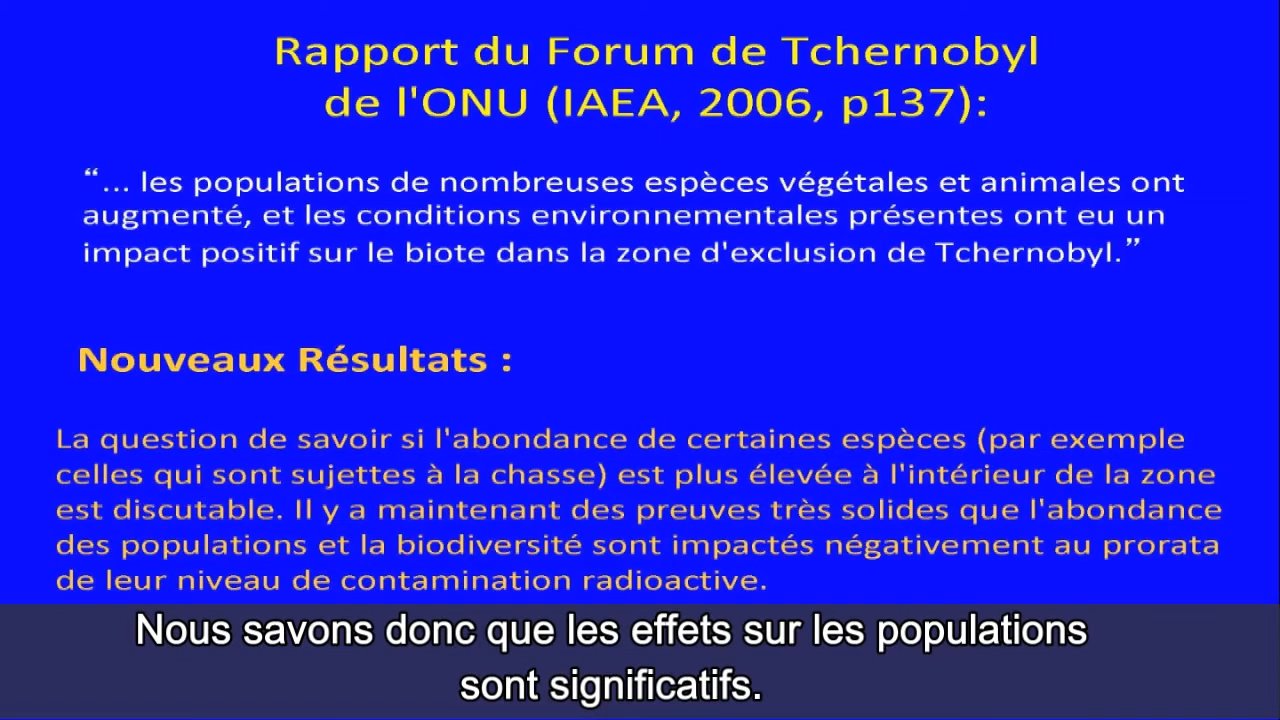 Rapport du Forum de Tchernobyl
de l'ONU (IAEA, 2006, p137):
“... les populations de nombreuses espèces végétales et animales ont
augmenté, et les conditions environnementales présentes ont eu un
impact positif sur le biote dans la zone d'exclusion de Tchernobyl.”
Nouveaux Résultats :
La question de savoir si l'abondance de certaines espèces (par exemple
celles qui sont sujettes à la chasse) est plus élevée à l'intérieur de la zone
est discutable. Il y a maintenant des preuves très solides que l'abondance
des populations et la biodiversité sont impactés négativement au prorata
de leur niveau de contamination radioactive.
Nous savons donc que les effets sur les populations
sont significatifs.